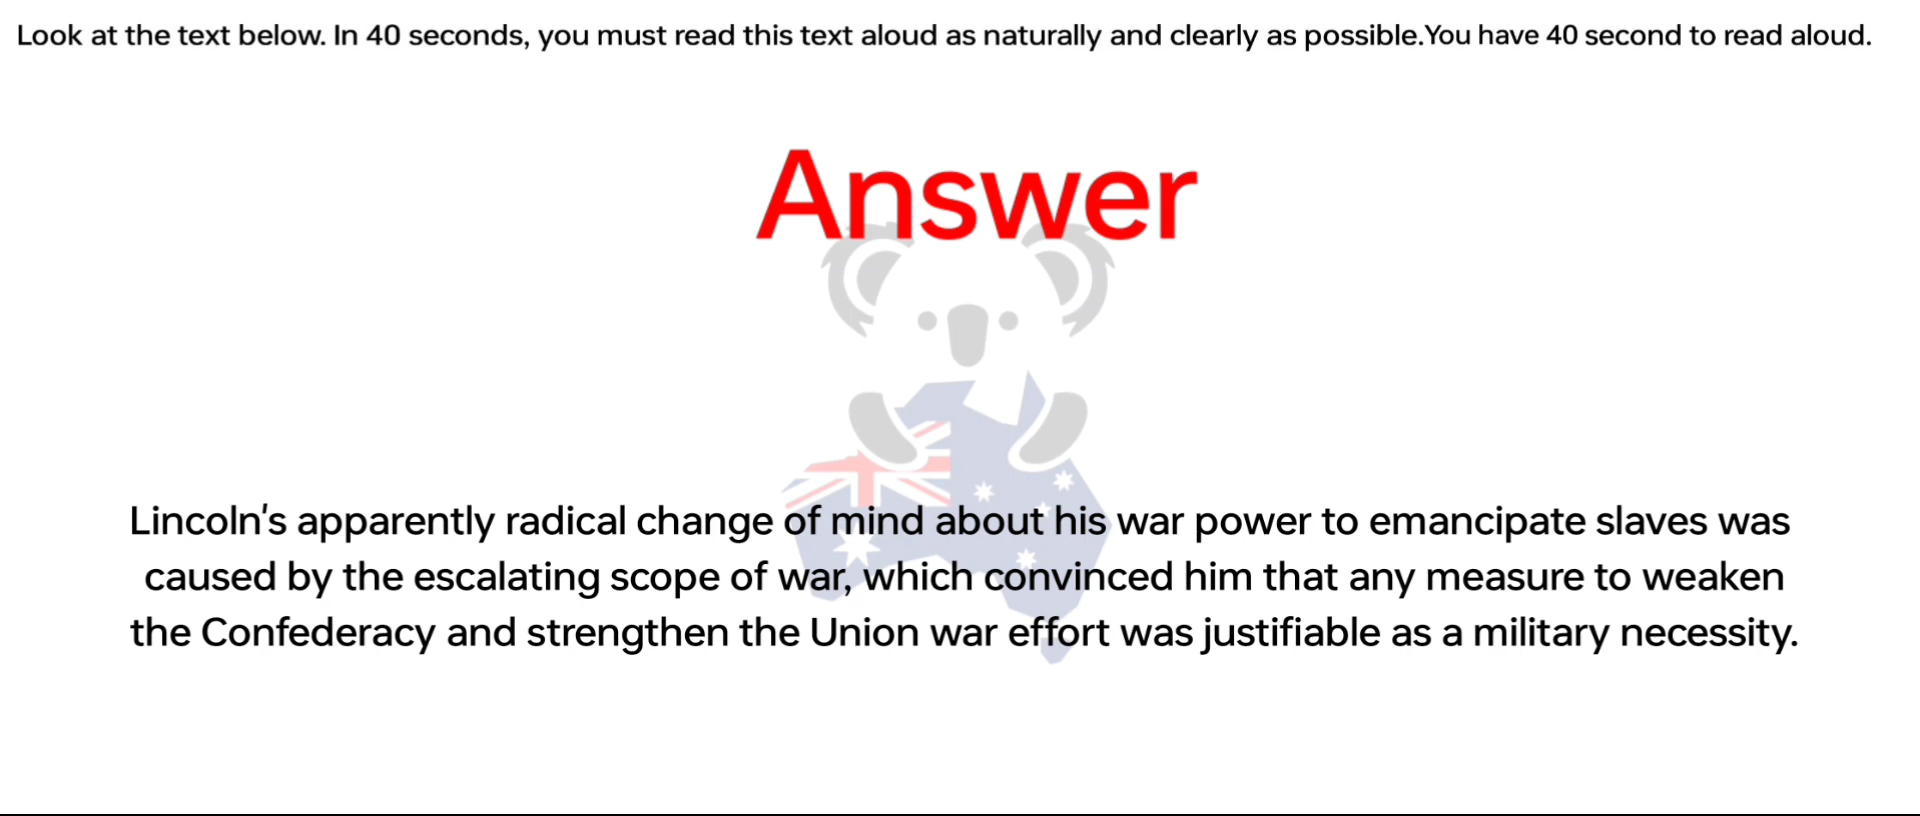 Look at the text below. In 40 seconds, you must read this text aloud as naturally and clearly as possible.You have 40 second to read aloud.
Answer
Lincoln's apparently radical change of mind about his war power to emancipate slaves was
caused by the escalating scope of war, which convinced him that any measure to weaken
the Confederacy and strengthen the Union war effort was justifiable as a military necessity.